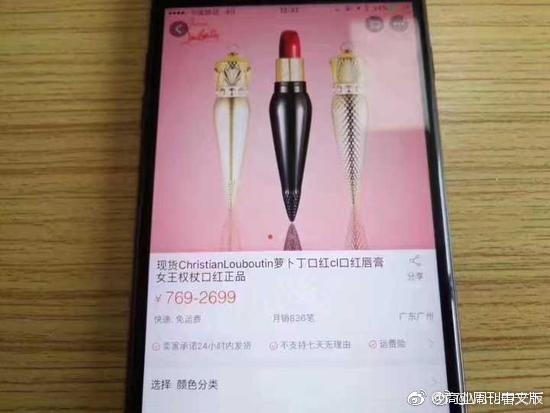 12:43
现货ChristianLouboutin萝卜丁口红cl口红唇膏
女王权杖口红正品
分享
¥ 769-2699
快递: 免运费
月销836笔
广东广州
卖家承诺24小时内发货
不支持七天无理由
运费险
选择 颜色分类
@商业周刊中文版